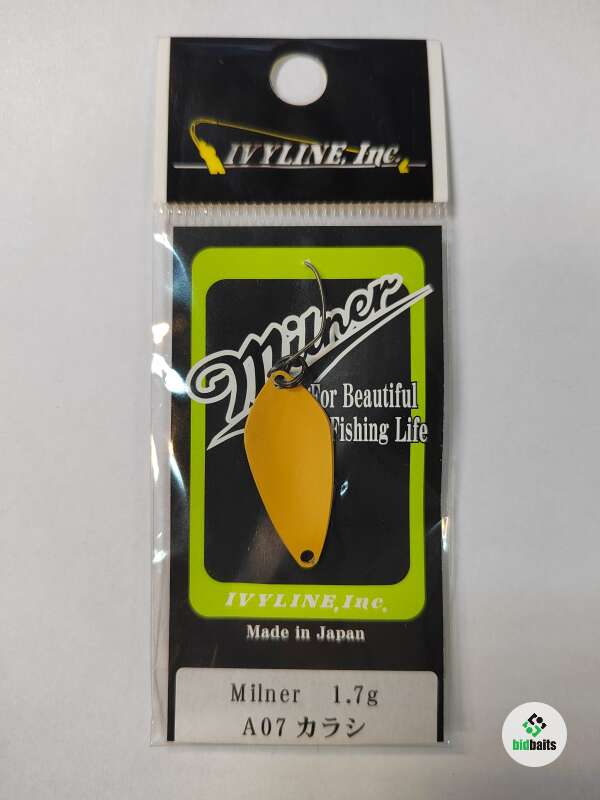 IVYLINE, Inc.
Milner
For Beautiful
Fishing Life
IVYLINE, Inc.
Made in Japan
Milner 1.7g
A07 カラシ
bidbaits